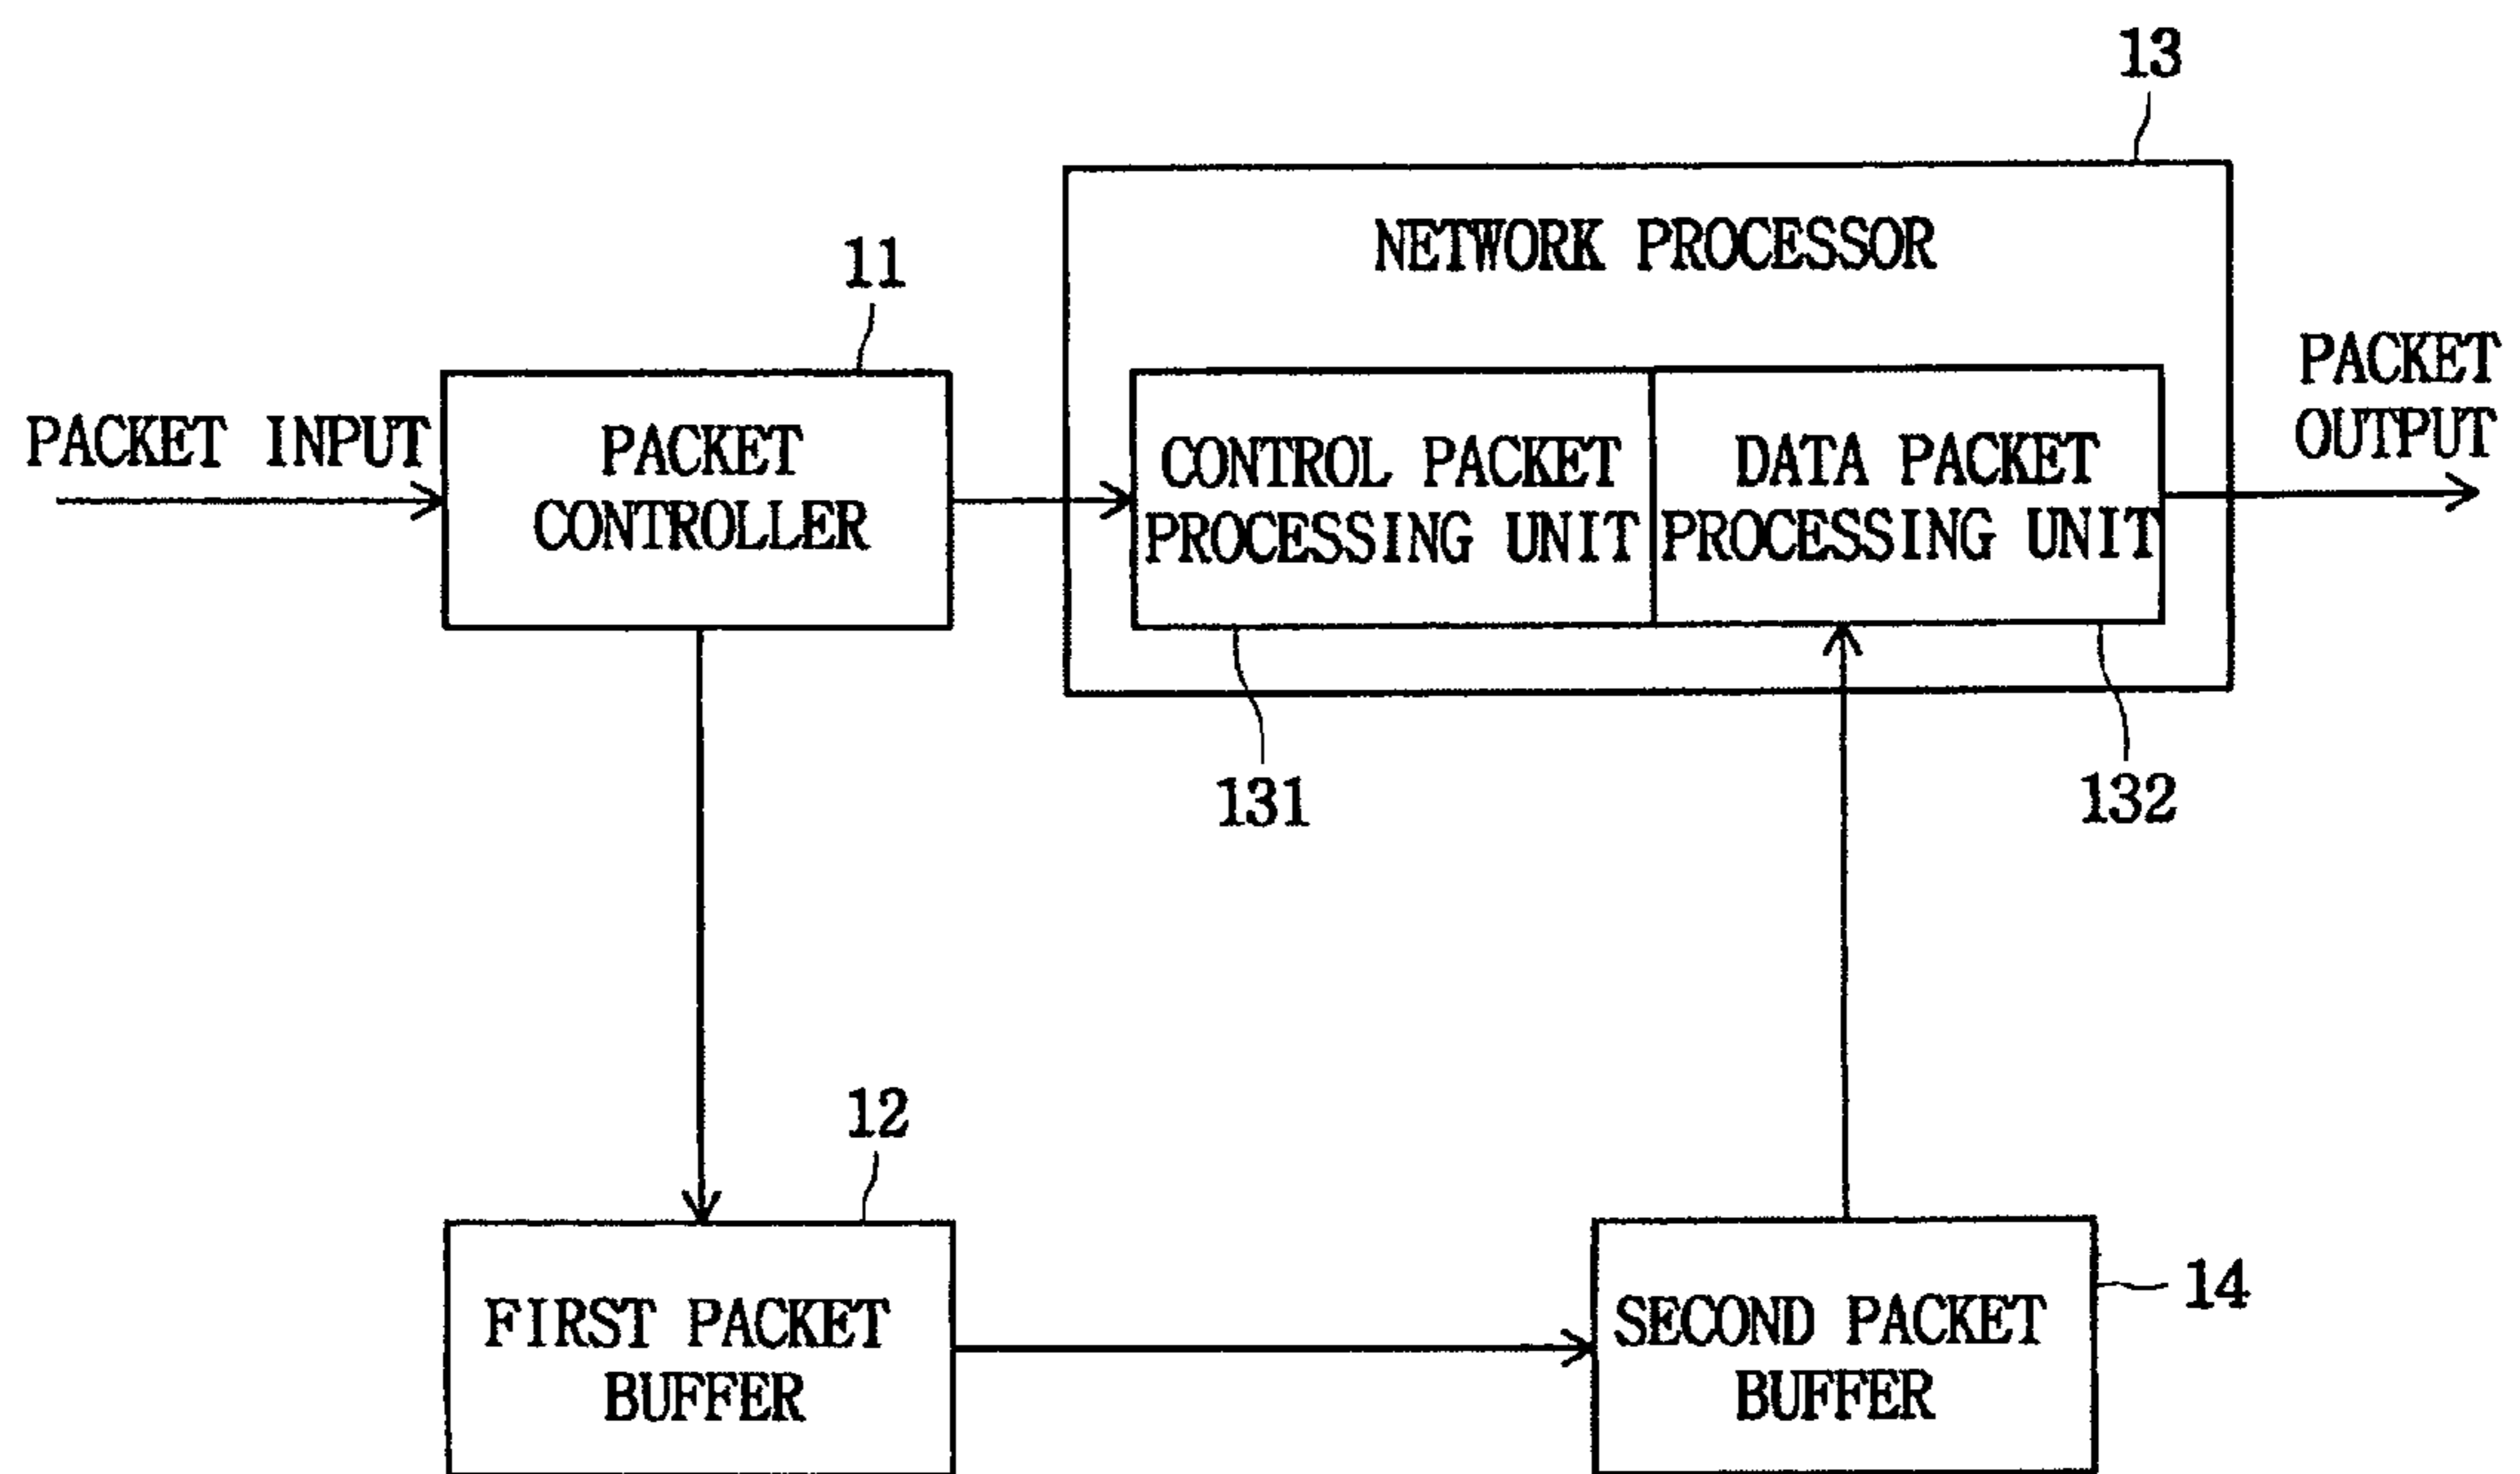 13
NETWORK PROCESSOR
11
PACKET INPUT
PACKET
CONTROLLER
CONTROL PACKET
PROCESSING UNIT
DATA PACKET
PROCESSING UNIT
PACKET
OUTPUT
131
132
12
FIRST PACKET
BUFFER
SECOND PACKET
BUFFER
14